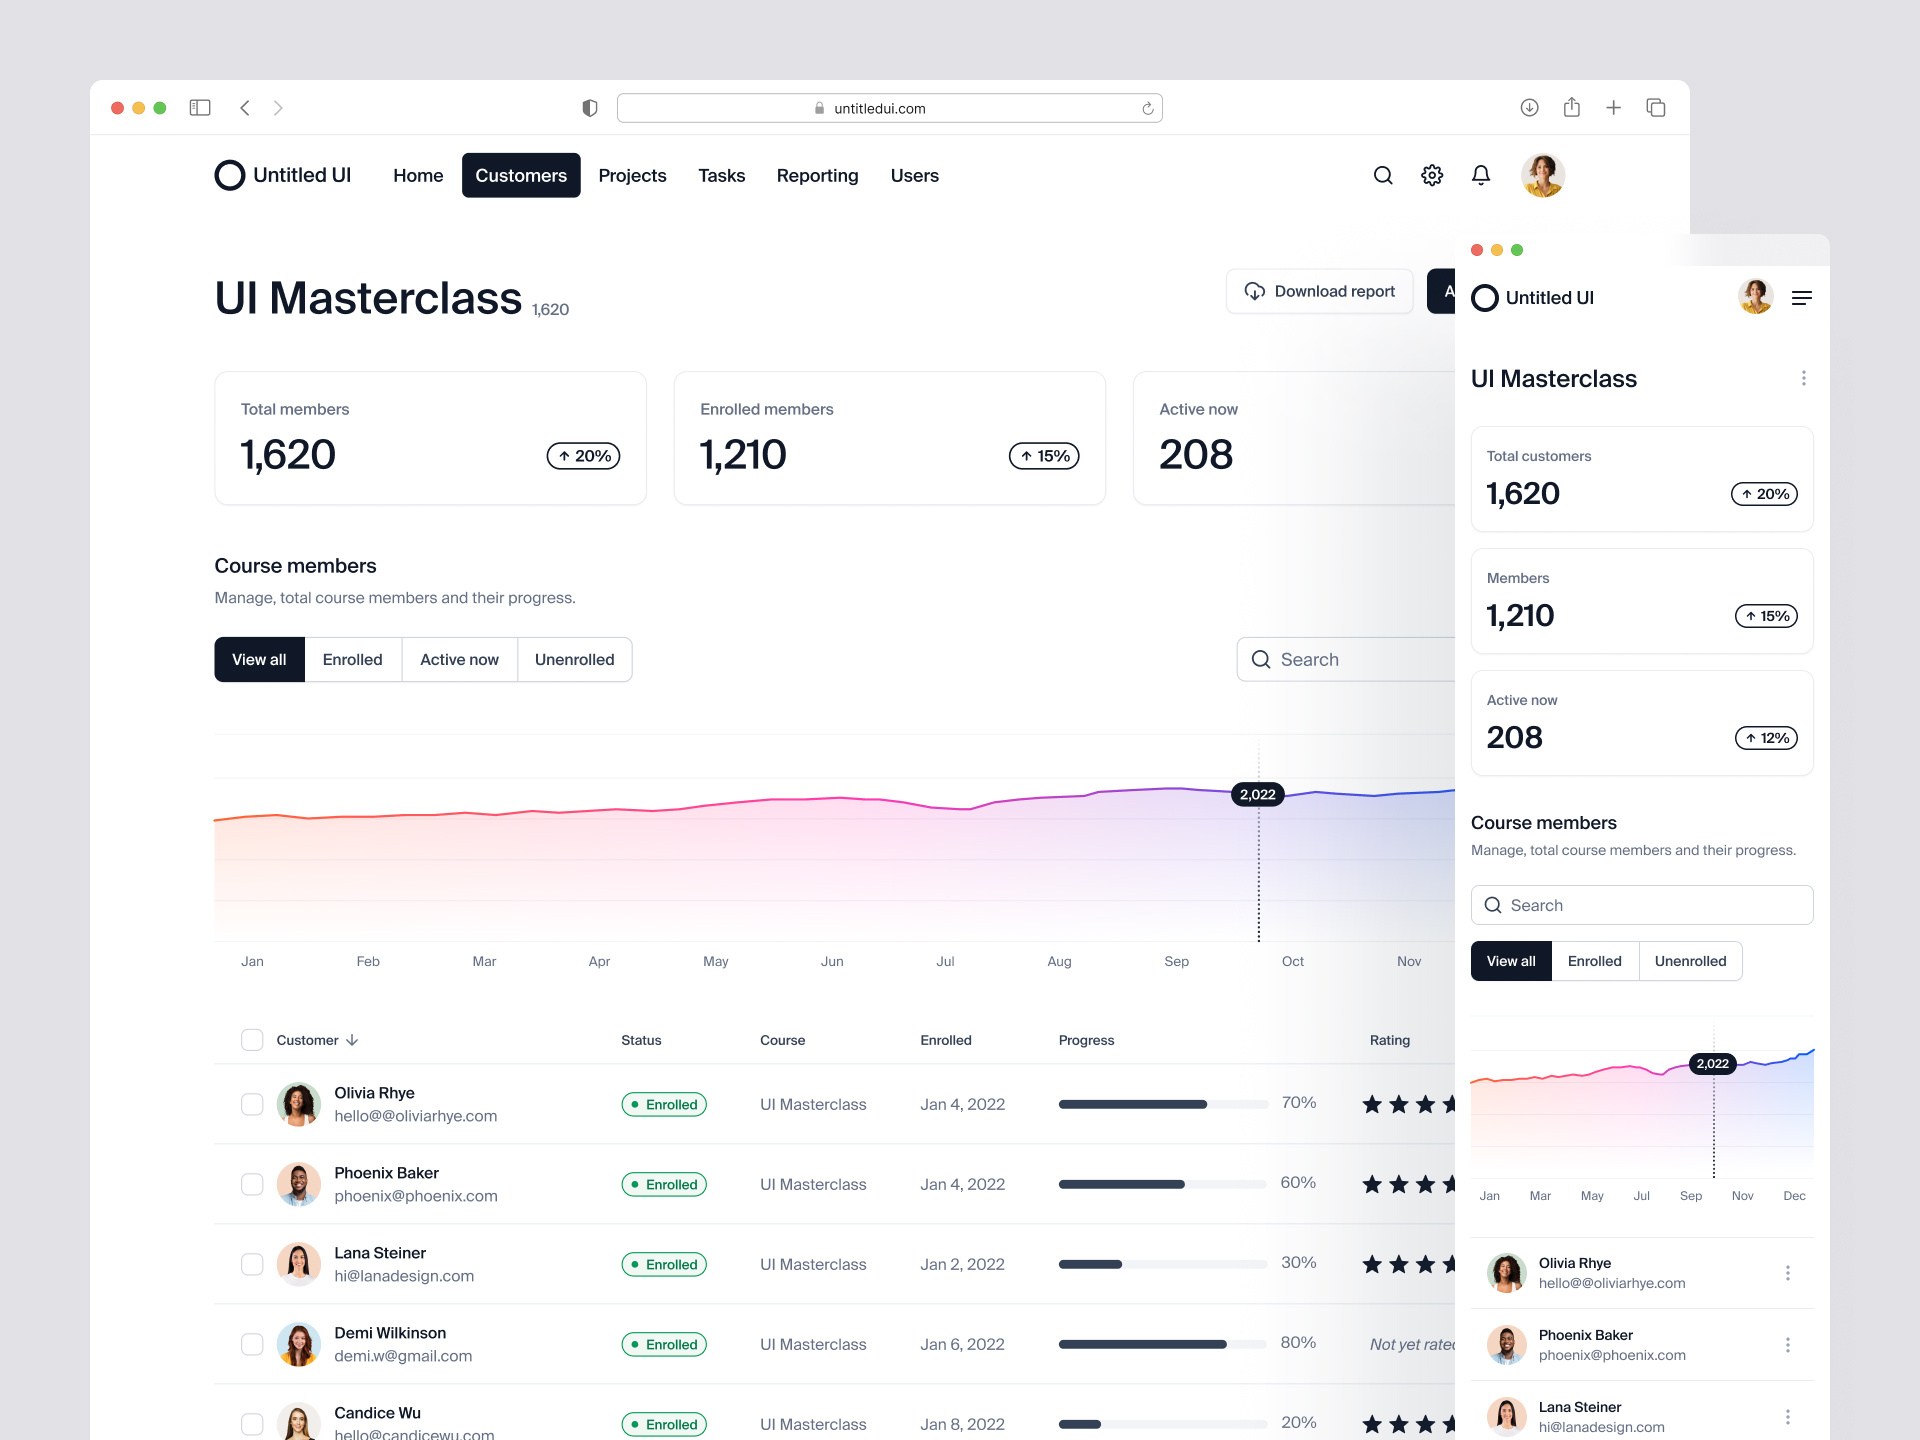 untitledui.com
Untitled UI Home Customers Projects Tasks Reporting Users
UI Masterclass 1,620
Download report A
Total members
1,620 20%
Enrolled members
1,210 15%
Active now
208
Course members
Manage, total course members and their progress.
View all Enrolled Active now Unenrolled
Search
2,022
Jan Feb Mar Apr May Jun Jul Aug Sep Oct Nov
Customer Status Course Enrolled Progress Rating
Olivia Rhye
hello@@oliviarhye.com
Enrolled UI Masterclass Jan 4, 2022 70%
Phoenix Baker
phoenix@phoenix.com
Enrolled UI Masterclass Jan 4, 2022 60%
Lana Steiner
hi@lanadesign.com
Enrolled UI Masterclass Jan 2, 2022 30%
Demi Wilkinson
demi.w@gmail.com
Enrolled UI Masterclass Jan 6, 2022 80% Not yet rated
Candice Wu
hello@candicewu.com
Enrolled UI Masterclass Jan 8, 2022 20%
Untitled UI
UI Masterclass
Total customers
1,620 20%
Members
1,210 15%
Active now
208 12%
Course members
Manage, total course members and their progress.
Search
View all Enrolled Unenrolled
2,022
Jan Mar May Jul Sep Nov Dec
Olivia Rhye
hello@@oliviarhye.com
Phoenix Baker
phoenix@phoenix.com
Lana Steiner
hi@lanadesign.com